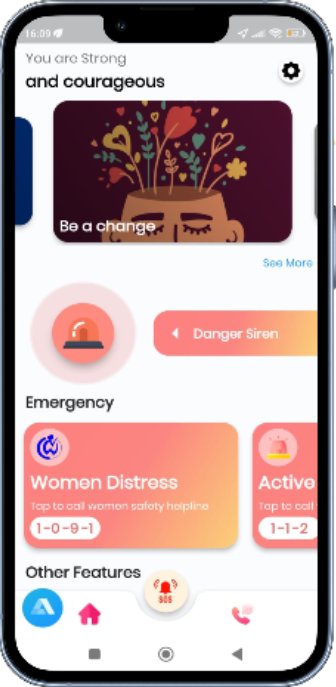 16:09
You are Strong
and courageous
Be a change
See More
Danger Siren
Emergency
Women Distress
Tap to call women safety helpline
1-0-9-1
Active
Tap to call
1-1-2
Other Features
SOS